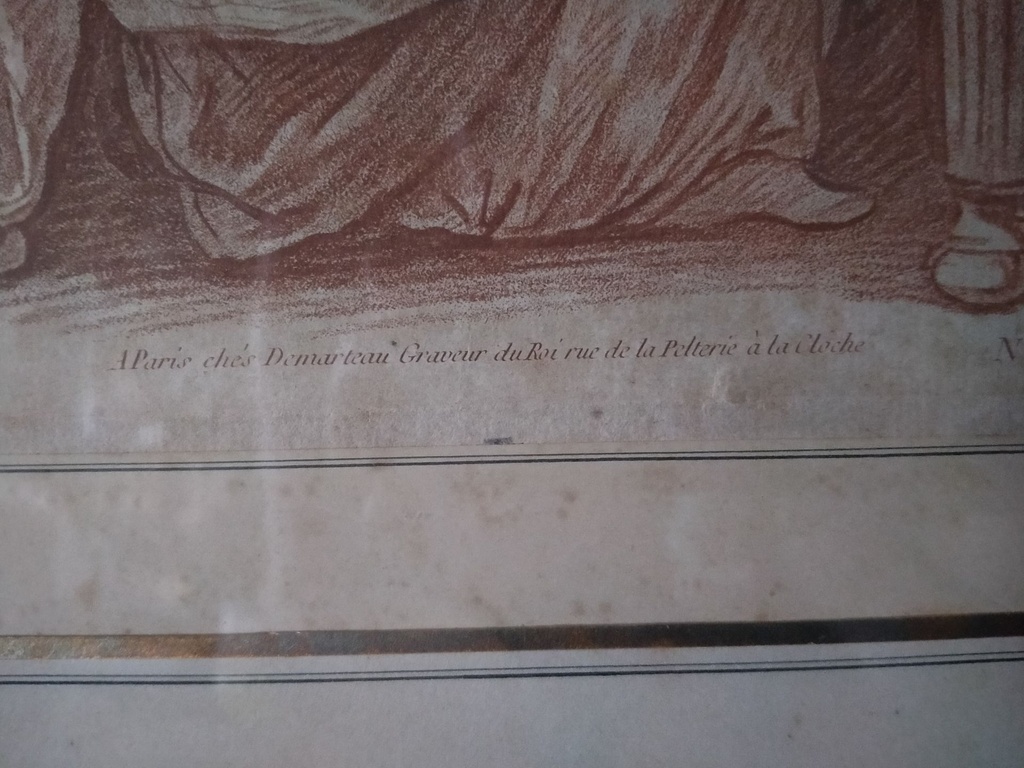 A Paris chés Demarteau Graveur du Roi rue de la Pelterie à la Cloche N